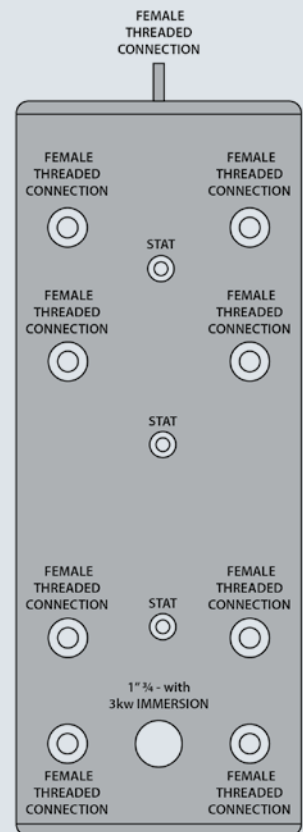 FEMALE
THREADED
CONNECTION
FEMALE
THREADED
CONNECTION
FEMALE
THREADED
CONNECTION
STAT
FEMALE
THREADED
CONNECTION
FEMALE
THREADED
CONNECTION
STAT
FEMALE
THREADED
CONNECTION
STAT
FEMALE
THREADED
CONNECTION
1" ¾ - with
3kw IMMERSION
FEMALE
THREADED
CONNECTION
FEMALE
THREADED
CONNECTION